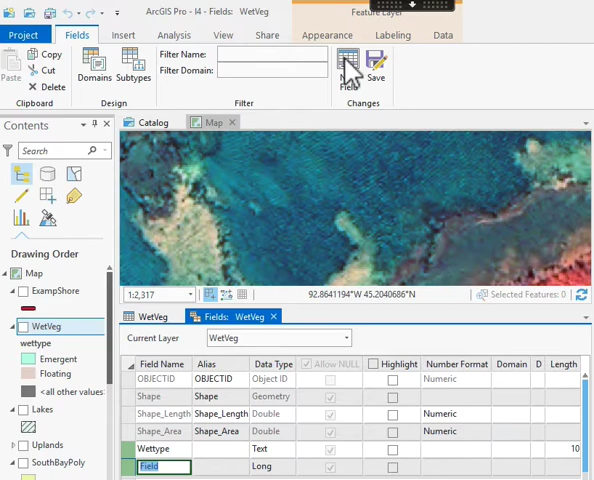 ArcGIS Pro - I4 - Fields: WetVeg
Feature Layer
Project Fields Insert Analysis View Share Appearance Labeling Data
Paste
Copy
Cut
Delete
Clipboard
Domains Subtypes
Design
Filter Name:
Filter Domain:
Filter
Field
Save
Changes
Contents
Search
Drawing Order
Map
ExampShore
WetVeg
wettype
Emergent
Floating
<all other values
Lakes
Uplands
SouthBayPoly
Catalog Map
1:2,317 92.8641194°W 45.2040686°N Selected Features: 0
WetVeg Fields: WetVeg
Current Layer WetVeg
Field Name Alias Data Type Allow NULL Highlight Number Format Domain D Length
OBJECTID OBJECTID Object ID Numeric
Shape Shape Geometry
Shape_Length Shape_Length Double Numeric
Shape_Area Shape_Area Double Numeric
Wettype Text 10
Field Long